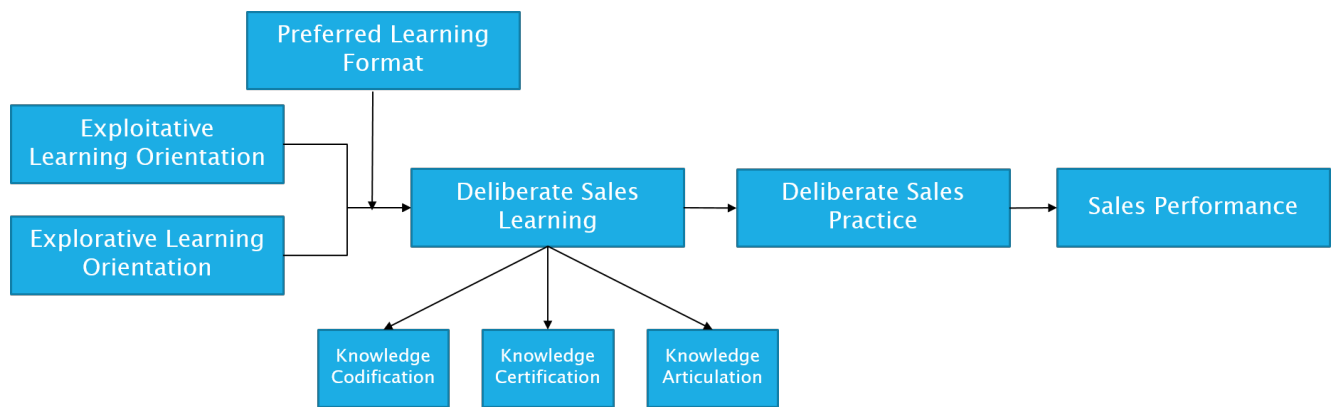 Preferred Learning
Format
Exploitative
Learning Orientation
Explorative Learning
Orientation
Deliberate Sales
Learning
Deliberate Sales
Practice
Sales Performance
Knowledge
Codification
Knowledge
Certification
Knowledge
Articulation